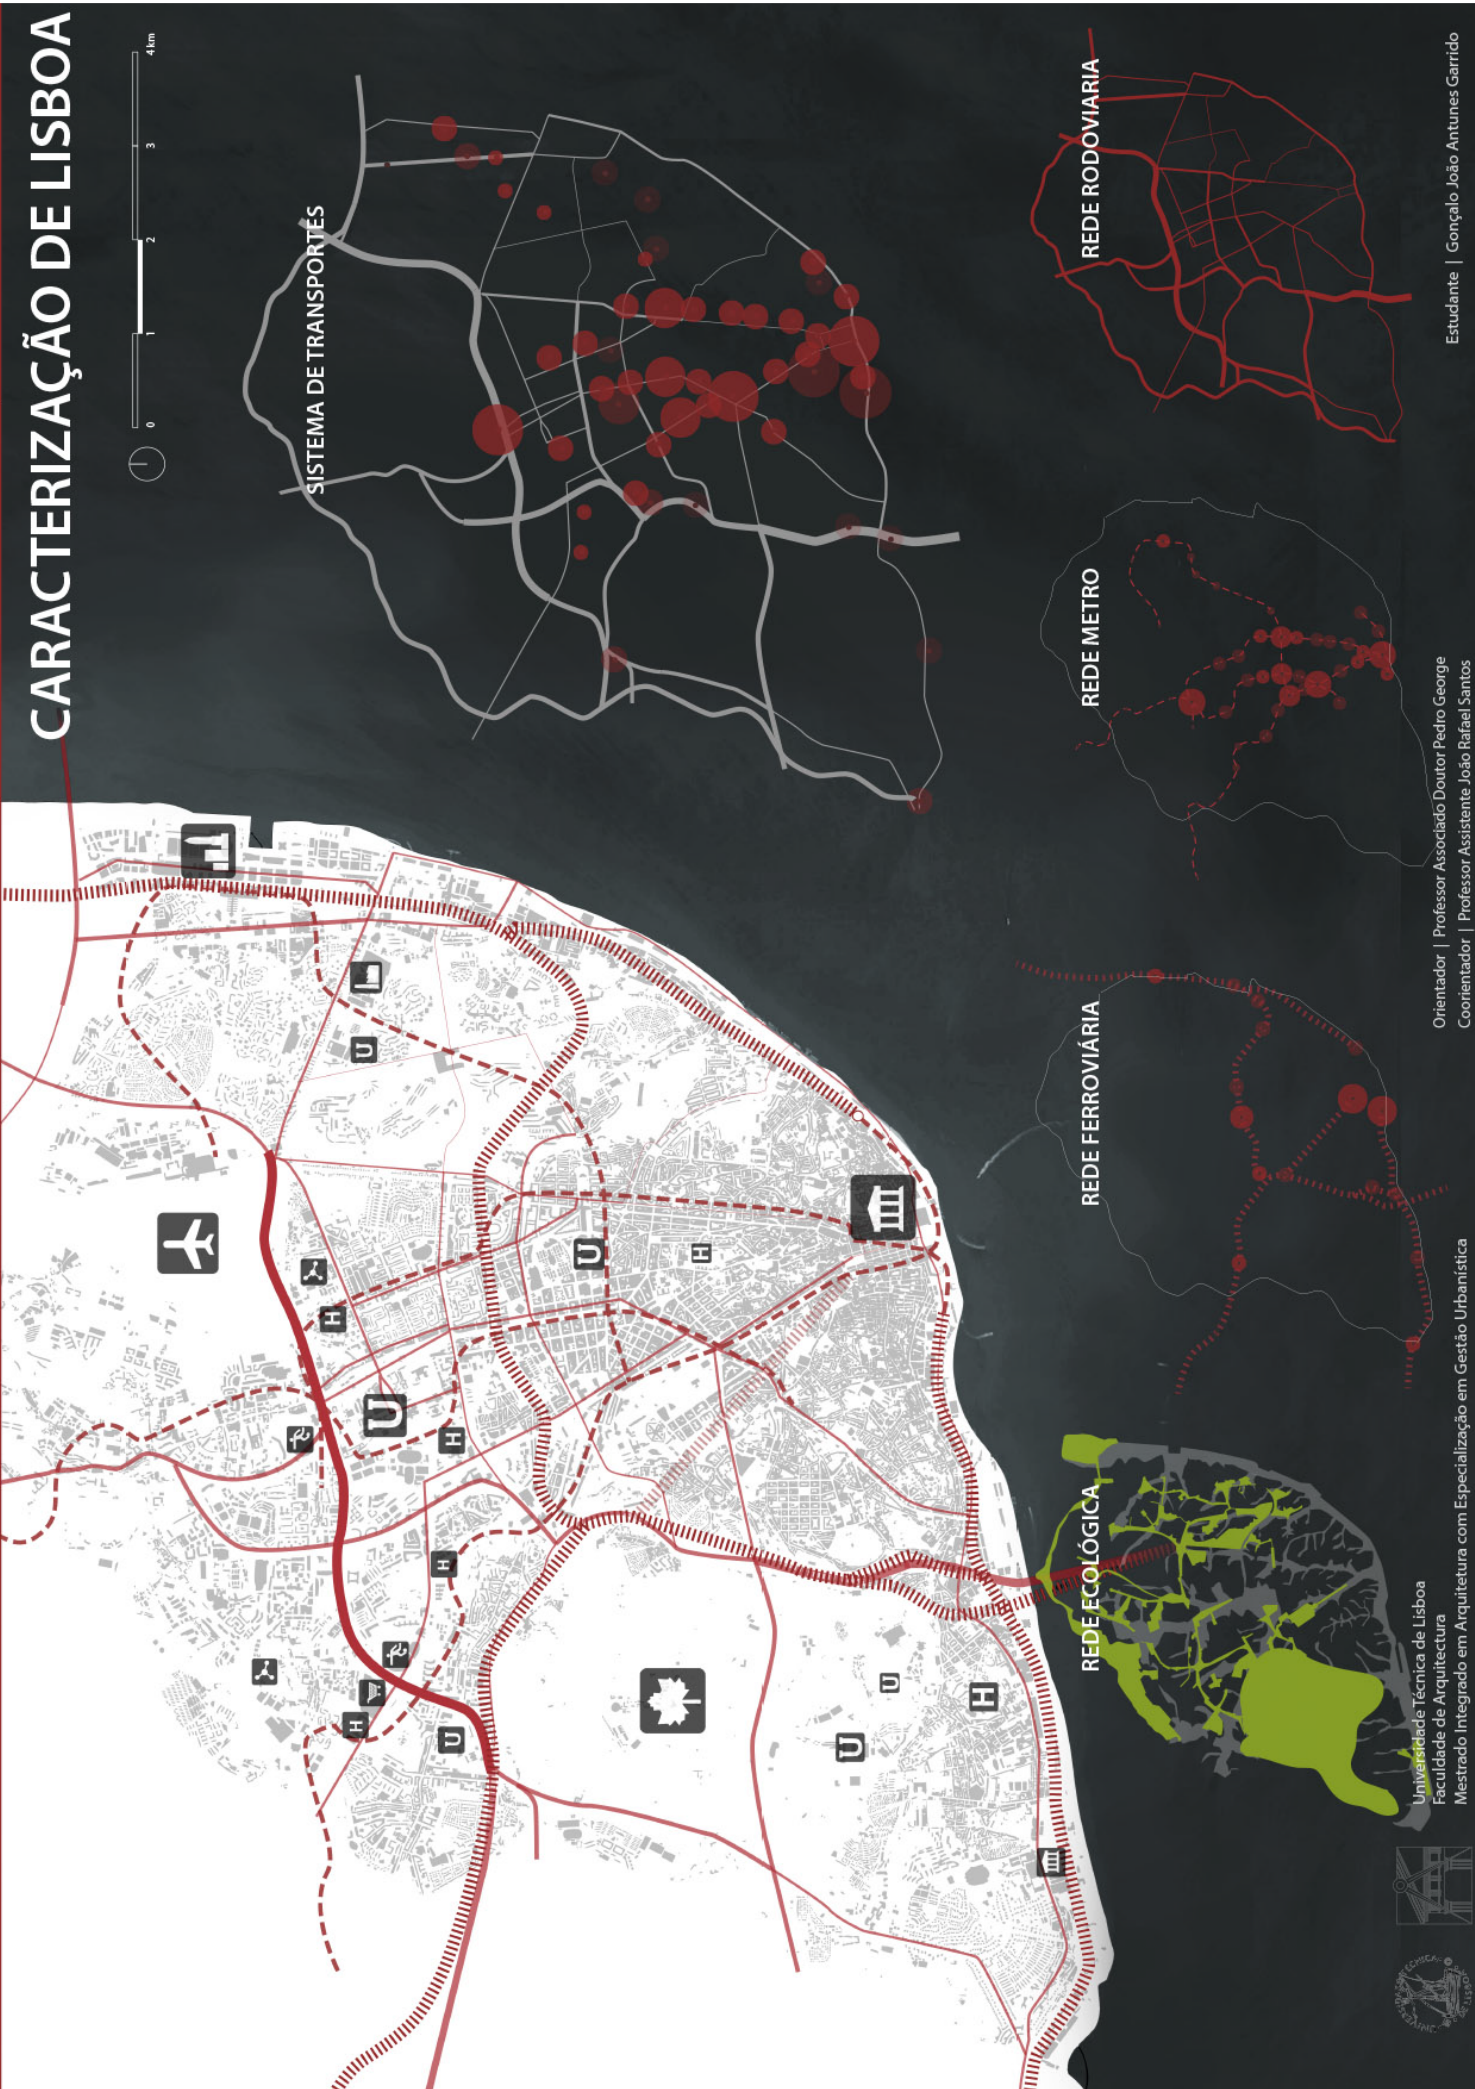 CARACTERIZAÇÃO DE LISBOA
0 1 2 3 4 km
SISTEMA DE TRANSPORTES
REDE ECOLÓGICA
REDE FERROVIÁRIA
REDE METRO
REDE RODOVIARIA
U
U
H
H
U
H
H
H
U
U
U
H
Universidade Técnica de Lisboa
Faculdade de Arquitectura
Mestrado Integrado em Arquitetura com Especialização em Gestão Urbanística
Orientador | Professor Associado Doutor Pedro George
Coorientador | Professor Assistente João Rafael Santos
Estudante | Gonçalo João Antunes Garrido